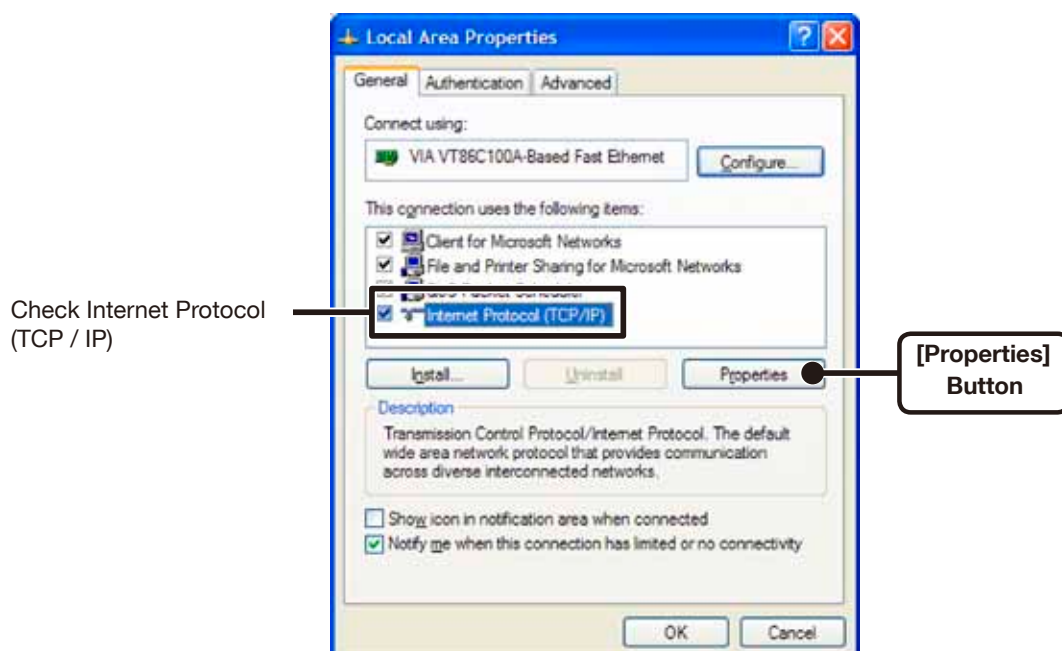 Local Area Properties
General Authentication Advanced
Connect using:
VIA VT86C100A-Based Fast Ethernet Configure...
This connection uses the following items:
Client for Microsoft Networks
File and Printer Sharing for Microsoft Networks
Check Internet Protocol
(TCP / IP)
Internet Protocol (TCP/IP)
Install... Uninstall Properties
[Properties]
Button
Description
Transmission Control Protocol/Internet Protocol. The default
wide area network protocol that provides communication
across diverse interconnected networks.
Show icon in notification area when connected
Notify me when this connection has limited or no connectivity
OK Cancel